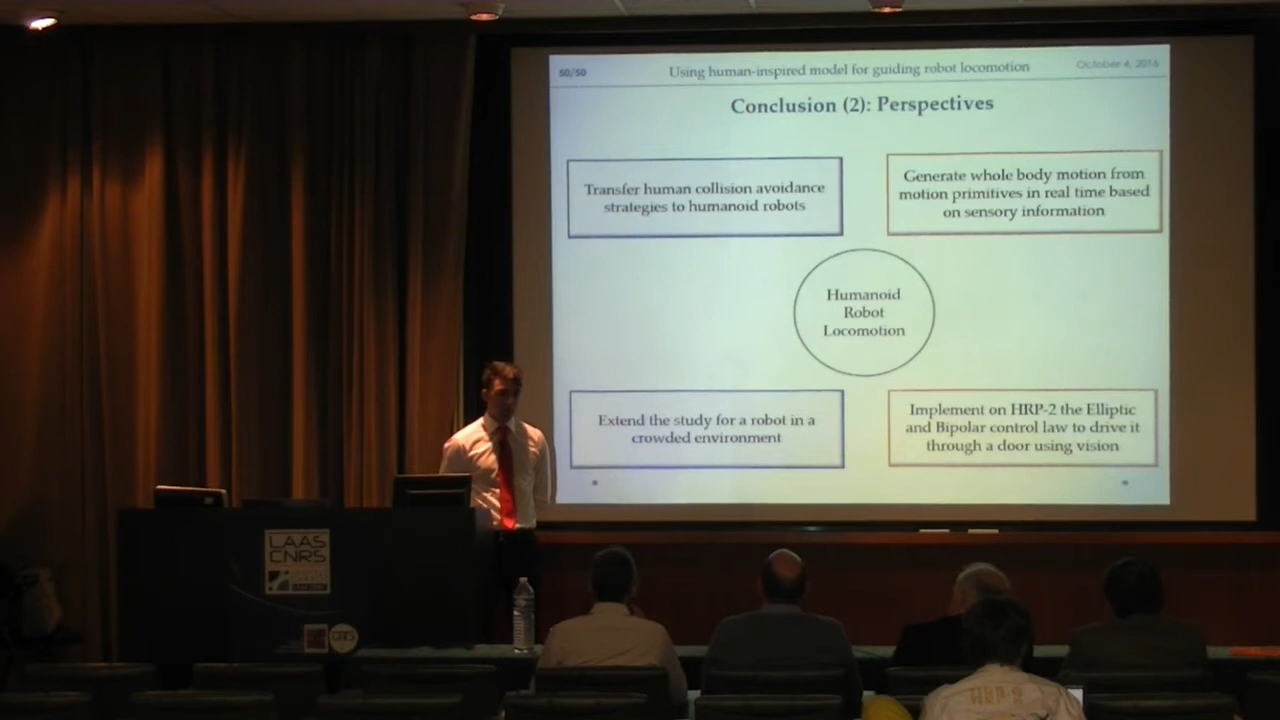 50/50
Using human-inspired model for guiding robot locomotion
October 4, 2016
Conclusion (2): Perspectives
Transfer human collision avoidance
strategies to humanoid robots
Generate whole body motion from
motion primitives in real time based
on sensory information
Humanoid
Robot
Locomotion
Extend the study for a robot in a
crowded environment
Implement on HRP-2 the Elliptic
and Bipolar control law to drive it
through a door using vision
LAAS
CNRS
CNRS
HRP-2